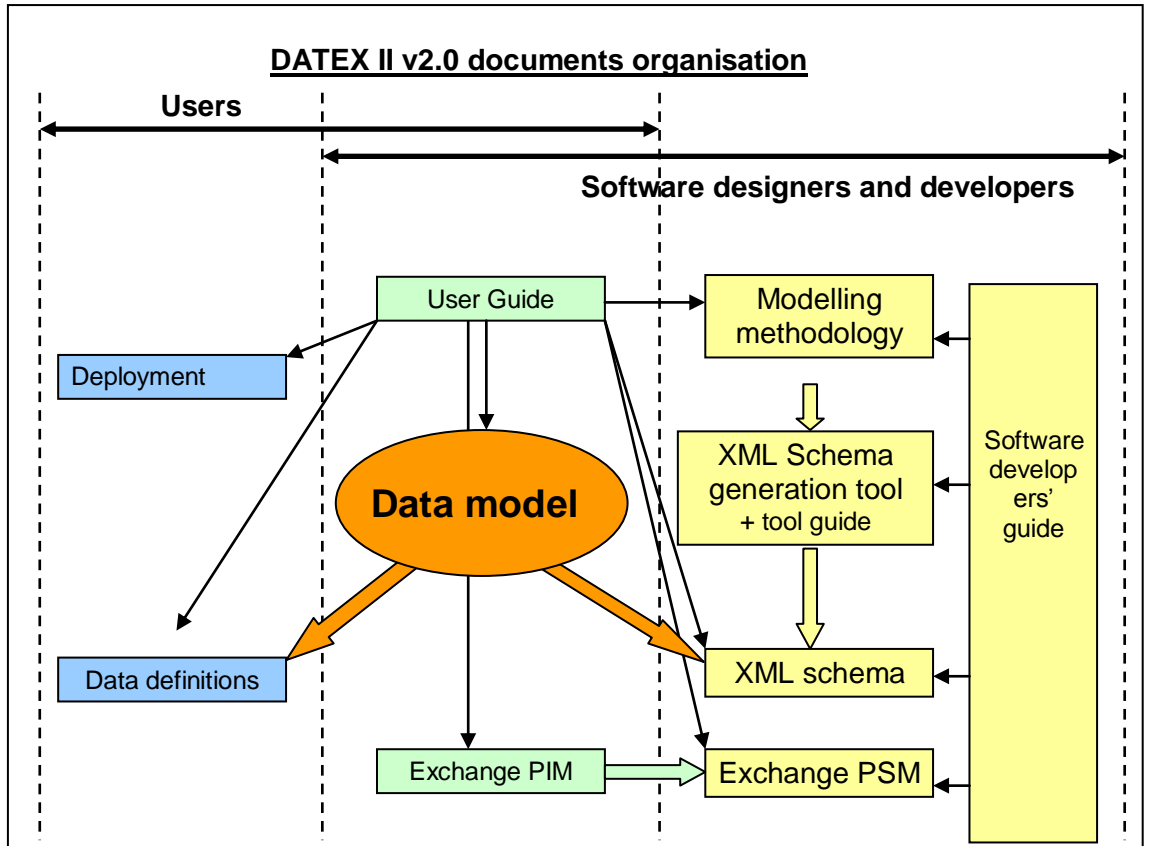 DATEX II v2.0 documents organisation
Users
Software designers and developers
User Guide
Modelling
methodology
Deployment
Data model
XML Schema
generation tool
+ tool guide
Software
develop
ers'
guide
Data definitions
XML schema
Exchange PIM
Exchange PSM